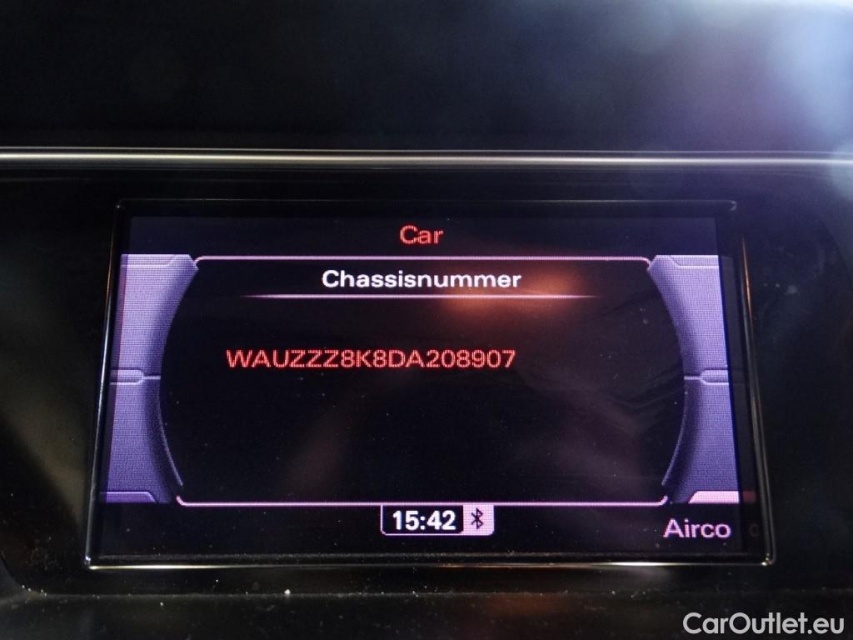 Car
Chassisnummer
WAUZZZ8K8DA208907
15:42
Airco
CarOutlet.eu